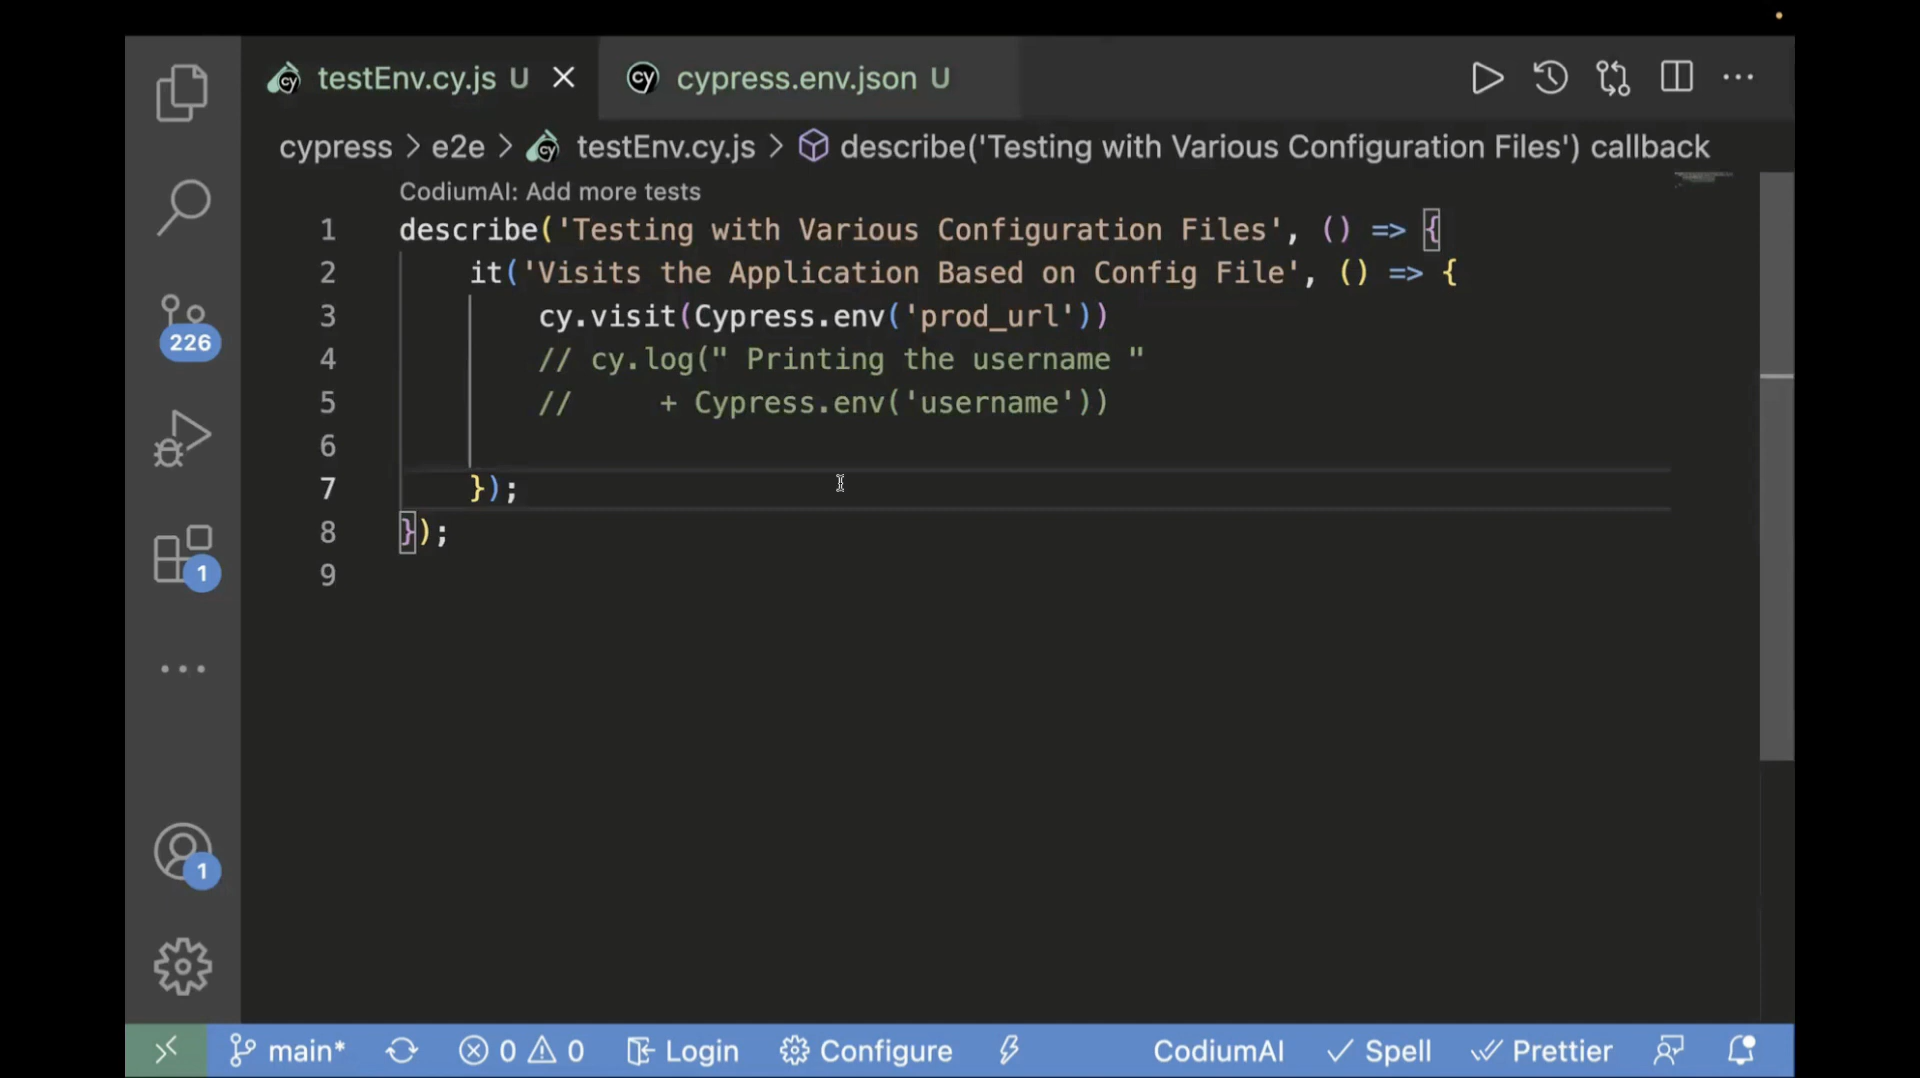 testEnv.cy.js U
cy cypress.env.json U
cypress > e2e > testEnv.cy.js > describe('Testing with Various Configuration Files') callback
CodiumAI: Add more tests
1 describe('Testing with Various Configuration Files', () => {
2 it('Visits the Application Based on Config File', () => {
3 cy.visit(Cypress.env('prod_url'))
4 // cy.log(" Printing the username "
5 // + Cypress.env('username'))
6
7 });
8 });
9
226
1
1
main* 0 0 Login Configure CodiumAI Spell Prettier